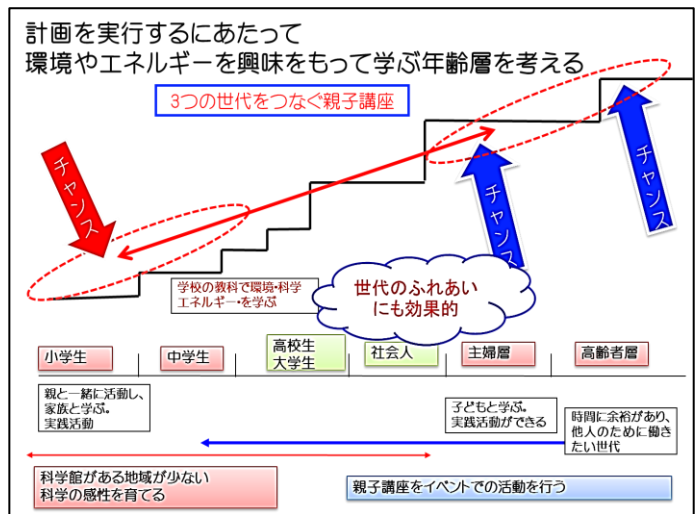 計画を実行するにあたって
環境やエネルギーを興味をもって学ぶ年齢層を考える
3つの世代をつなぐ親子講座
チャンス
チャンス
チャンス
学校の教科で環境・科学
エネルギー・を学ぶ
世代のふれあい
にも効果的
小学生
中学生
高校生
大学生
社会人
主婦層
高齢者層
親と一緒に活動し、
家族と学ぶ。
実践活動
子どもと学ぶ。
実践活動ができる
時間に余裕があり、
他人のために働き
たい世代
科学館がある地域が少ない
科学の感性を育てる
親子講座をイベントでの活動を行う